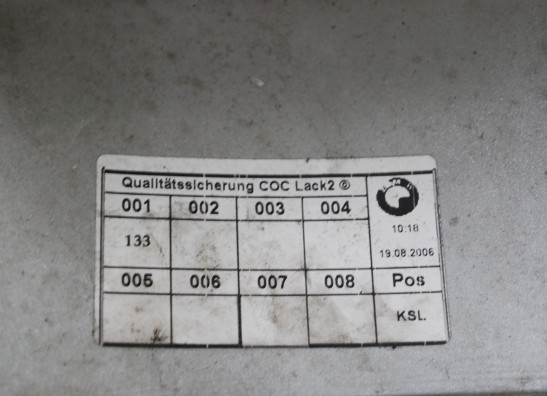 Qualitätssicherung COC Lack2 ®
001 002 003 004
133
10:18
19.08.2006
005 006 007 008 Pos
KSL.